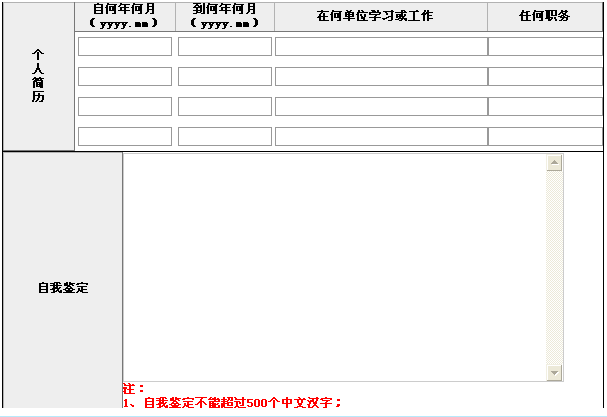 自何年何月
(yyyy.mm)
到何年何月
(yyyy.mm)
在何单位学习或工作
任何职务
个
人
简
历
自我鉴定
注：
1、自我鉴定不能超过500个中文汉字；